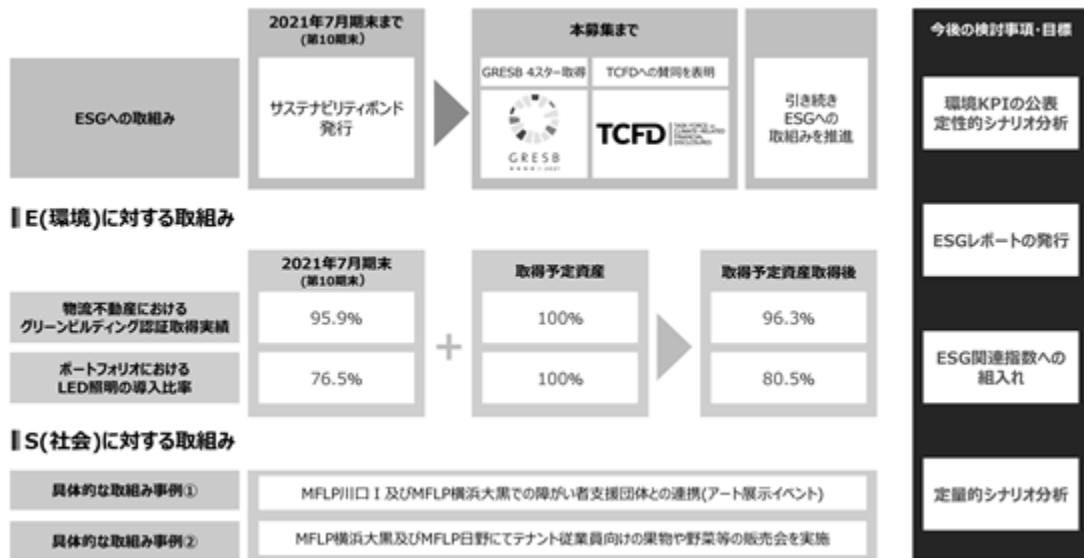 2021年7月期末まで
(第10期末)
本募集まで
今後の検討事項・目標
ESGへの取組み
サステナビリティボンド
発行
GRESB 4スター取得
TCFDへの賛同を表明
GRESB
2021
TCFD
TASK FORCE ON
CLIMATE-RELATED
FINANCIAL
DISCLOSURES
引き続き
ESGへの
取組みを推進
環境KPIの公表
定性的シナリオ分析
E(環境)に対する取組み
ESGレポートの発行
2021年7月期末
(第10期末)
取得予定資産
取得予定資産取得後
物流不動産における
グリーンビルディング認証取得実績
95.9%
100%
96.3%
+
ポートフォリオにおける
LED照明の導入比率
76.5%
100%
80.5%
ESG関連指数への
組入れ
S(社会)に対する取組み
具体的な取組み事例①
MFLP川口Ⅰ及びMFLP横浜大黒での障がい者支援団体との連携(アート展示イベント)
定量的シナリオ分析
具体的な取組み事例②
MFLP横浜大黒及びMFLP日野にてテナント従業員向けの果物や野菜等の販売会を実施